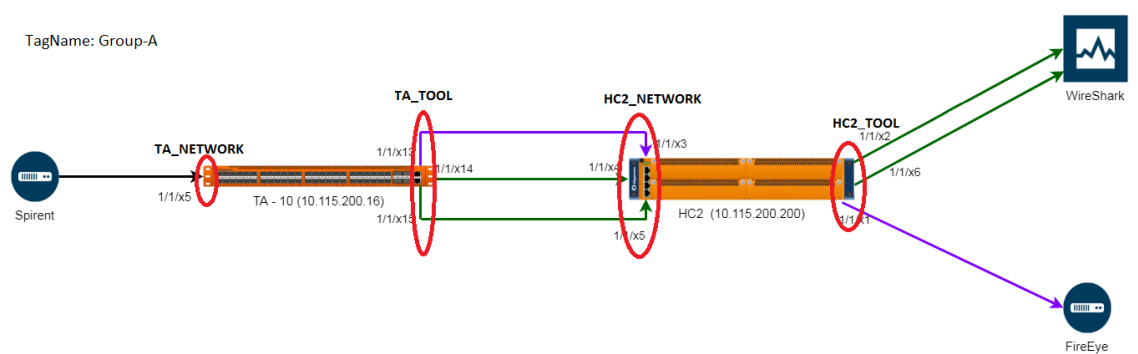 TagName: Group-A
TA_TOOL
HC2_NETWORK
WireShark
HC2_TOOL
1/1/x2
TA_NETWORK
1/1/x13
1/1/x3
1/1/x14
1/1/x4
1/1/x6
1/1/x5
TA - 10 (10.115.200.16)
Spirent
1/1/x15
HC2 (10.115.200.200)
1/1/x1
1/1/x5
FireEye